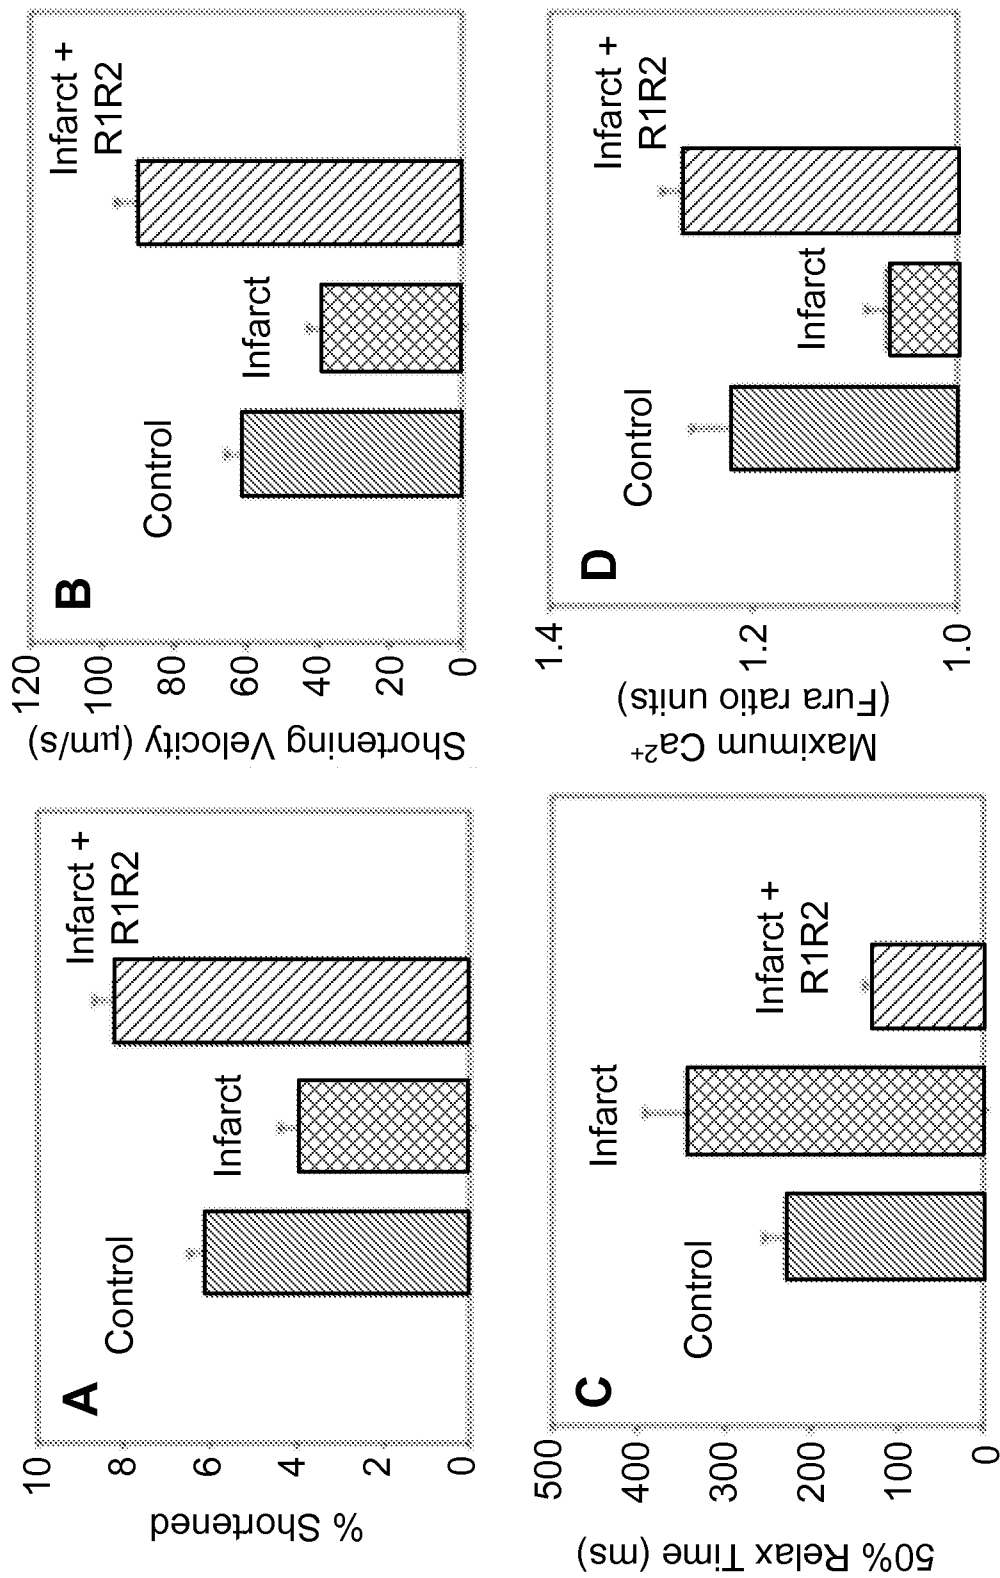 A
10
8
6
4
2
0
% Shortened
Control
Infarct
Infarct +
R1R2
B
120
100
80
60
40
20
0
Shortening Velocity (μm/s)
Control
Infarct
Infarct +
R1R2
C
500
400
300
200
100
0
50% Relax Time (ms)
Control
Infarct
Infarct +
R1R2
D
1.4
1.2
1.0
Maximum Ca²⁺
(Fura ratio units)
Control
Infarct
Infarct +
R1R2